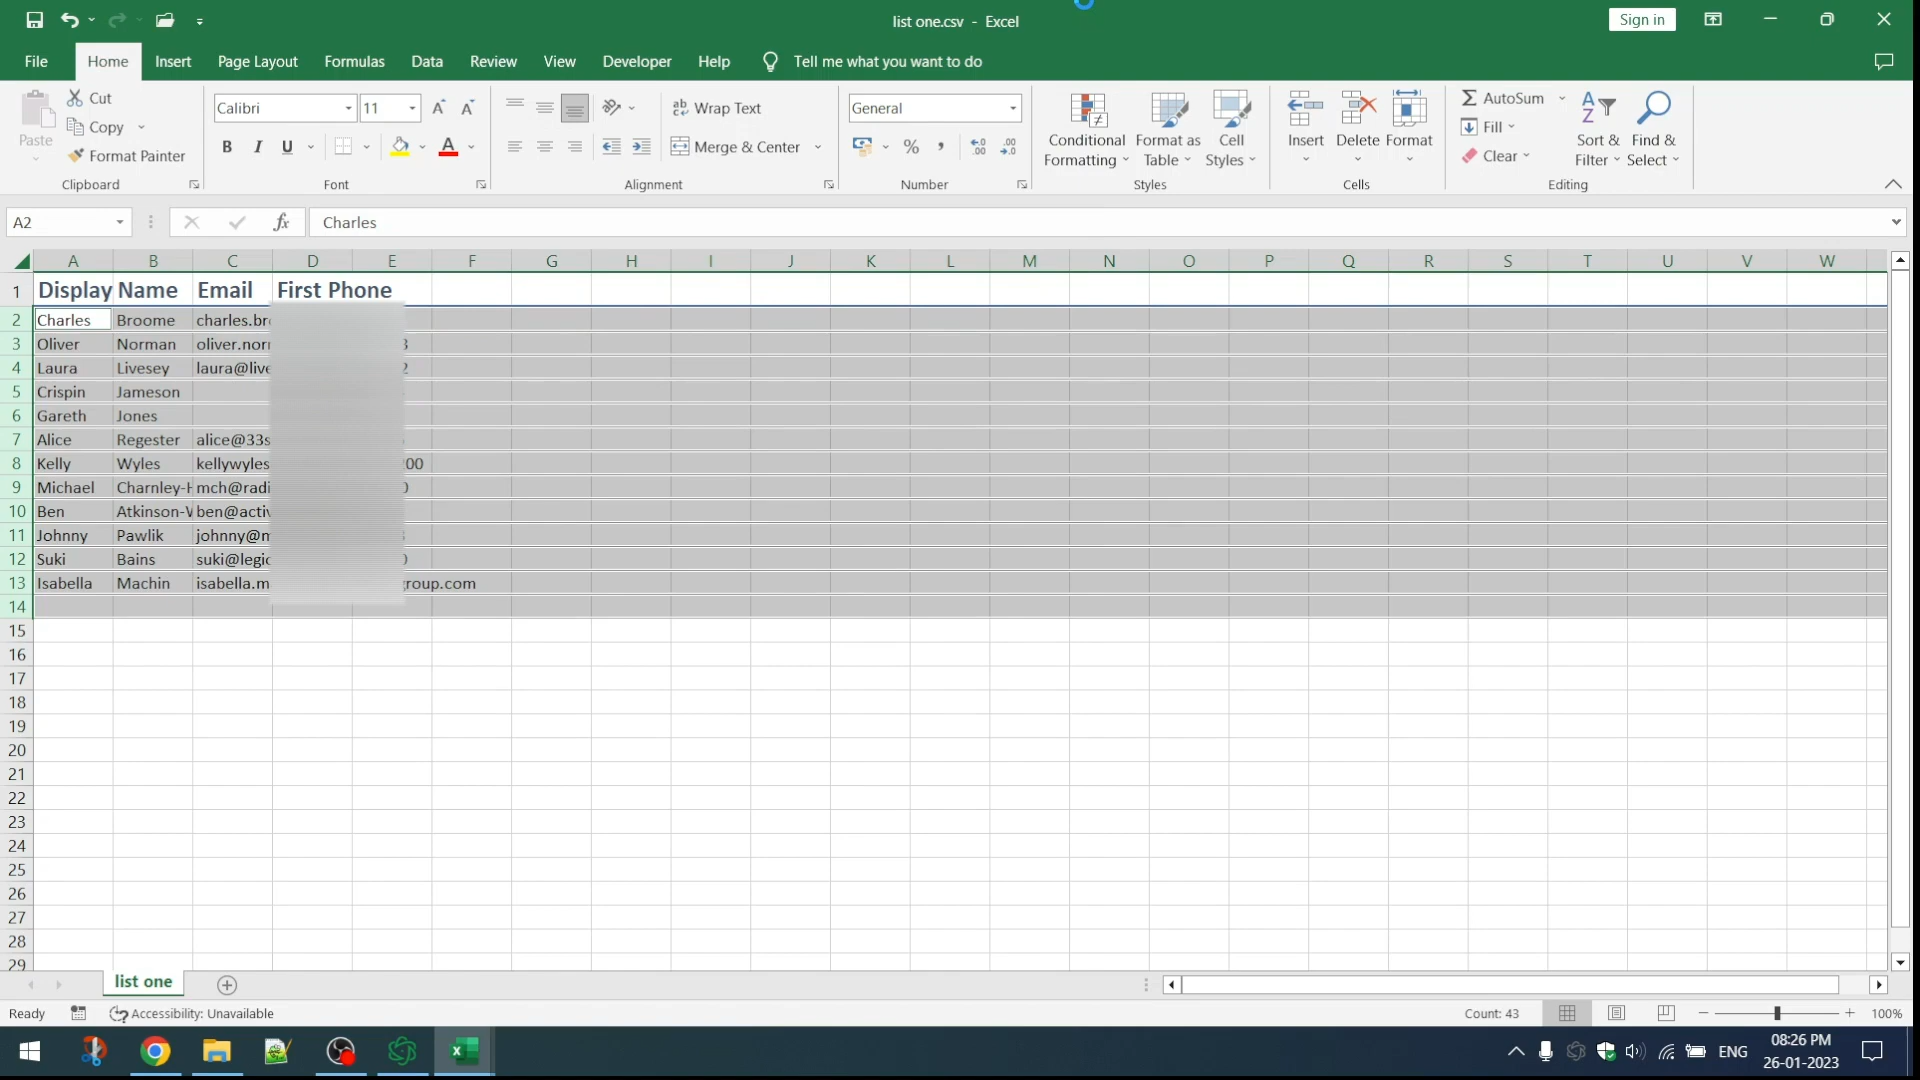 list one.csv - Excel
Sign in
File Home Insert Page Layout Formulas Data Review View Developer Help Tell me what you want to do
Paste
Cut
Copy
Format Painter
Clipboard
Calibri 11
B I U
Font
Wrap Text
Merge & Center
Alignment
General
%
Number
Conditional Formatting
Format as Table
Cell Styles
Styles
Insert Delete Format
Cells
AutoSum
Fill
Clear
Sort & Filter
Find & Select
Editing
A2 fx Charles
A B C D E F G H I J K L M N O P Q R S T U V W
1 Display Name Email First Phone
2 Charles Broome charles.br
3 Oliver Norman oliver.nor 3
4 Laura Livesey laura@live 2
5 Crispin Jameson
6 Gareth Jones
7 Alice Regester alice@33s
8 Kelly Wyles kellywyles 00
9 Michael Charnley-H mch@radi 0
10 Ben Atkinson-W ben@activ
11 Johnny Pawlik johnny@m
12 Suki Bains suki@legio 0
13 Isabella Machin isabella.m group.com
14
15
16
17
18
19
20
21
22
23
24
25
26
27
28
29
list one
Ready Accessibility: Unavailable Count: 43 100%
ENG 08:26 PM
26-01-2023